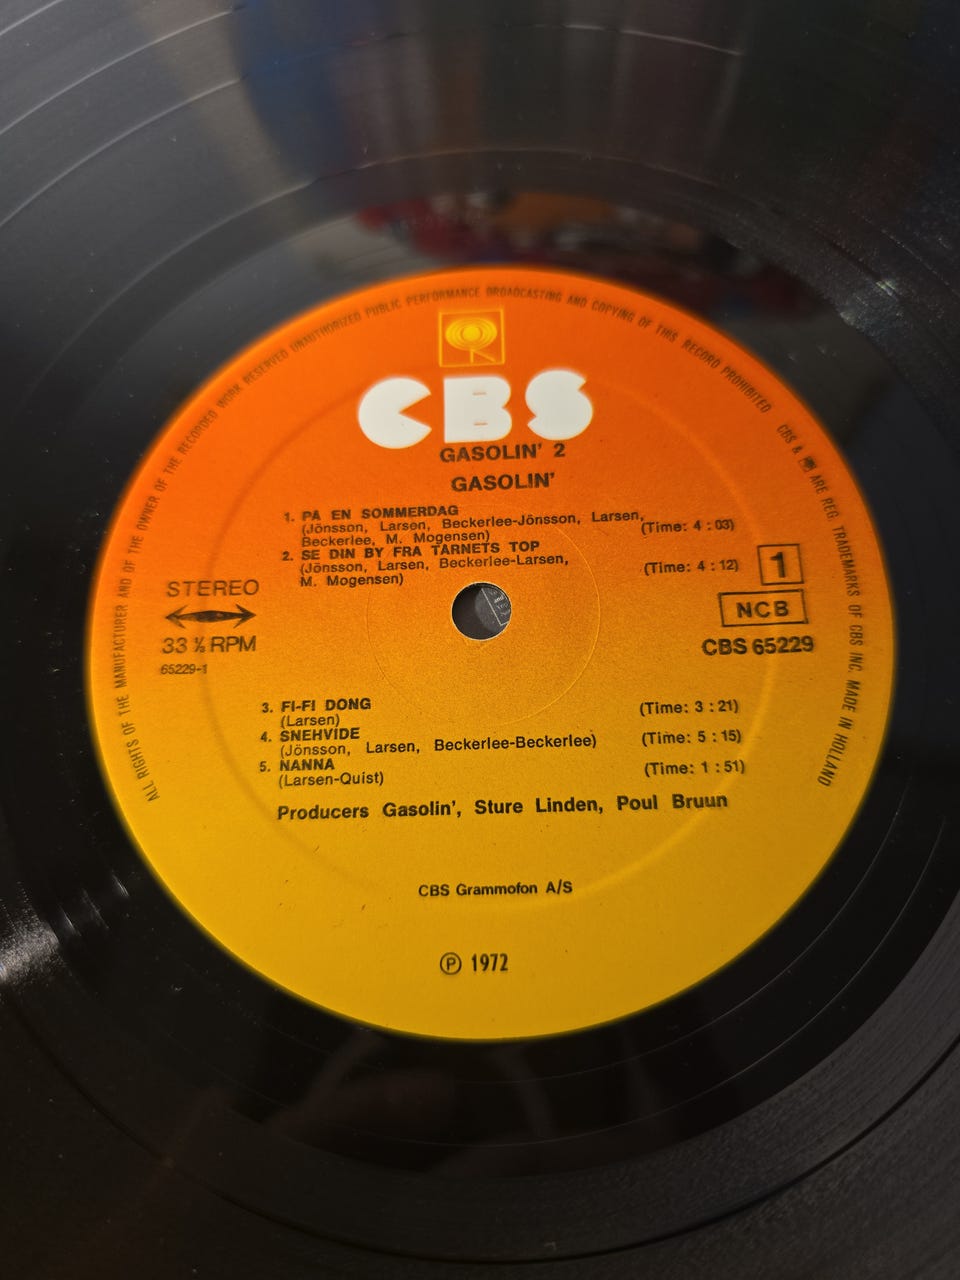 ALL RIGHTS OF THE MANUFACTURER AND OF THE OWNER OF THE RECORDED WORK RESERVED UNAUTHORIZED PUBLIC PERFORMANCE BROADCASTING AND COPYING OF THIS RECORD PROHIBITED
CBS & ARE REG. TRADEMARKS OF CBS INC. MADE IN HOLLAND
CBS
GASOLIN' 2
GASOLIN'
1. PA EN SOMMERDAG
(Jönsson, Larsen, Beckerlee-Jönsson, Larsen, (Time: 4 : 03)
Beckerlee, M. Mogensen)
2. SE DIN BY FRA TARNETS TOP
(Jönsson, Larsen, Beckerlee-Larsen, (Time: 4 : 12)
M. Mogensen)
1
STEREO
NCB
33 ⅓ RPM
CBS 65229
65229-1
3. FI-FI DONG (Time: 3 : 21)
(Larsen)
4. SNEHVIDE (Time: 5 : 15)
(Jönsson, Larsen, Beckerlee-Beckerlee)
5. NANNA (Time: 1 : 51)
(Larsen-Quist)
Producers Gasolin', Sture Linden, Poul Bruun
CBS Grammofon A/S
Ⓟ 1972